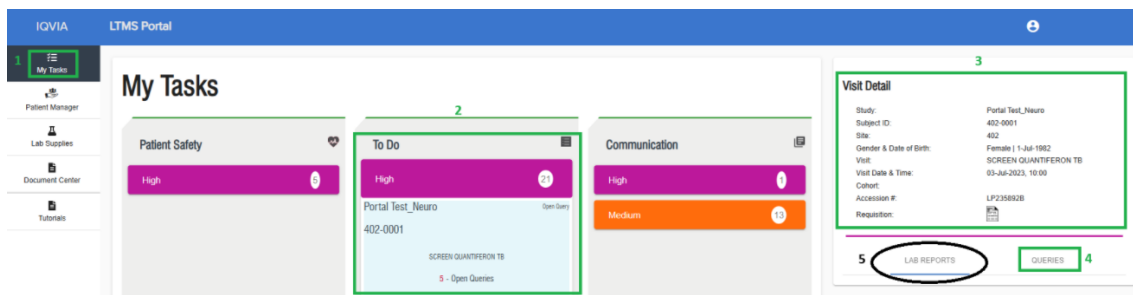 IQVIA
LTMS Portal
1
My Tasks
Patient Manager
Lab Supplies
Document Center
Tutorials
My Tasks
Patient Safety
High 5
2
To Do
High 21
Portal Test_Neuro Open Query
402-0001
SCREEN QUANTIFERON TB
5 - Open Queries
Communication
High 1
Medium 13
3
Visit Detail
Study: Portal Test_Neuro
Subject ID: 402-0001
Site: 402
Gender & Date of Birth: Female | 1-Jul-1982
Visit: SCREEN QUANTIFERON TB
Visit Date & Time: 03-Jul-2023, 10:00
Cohort:
Accession #: LP235892B
Requisition:
5 LAB REPORTS QUERIES 4